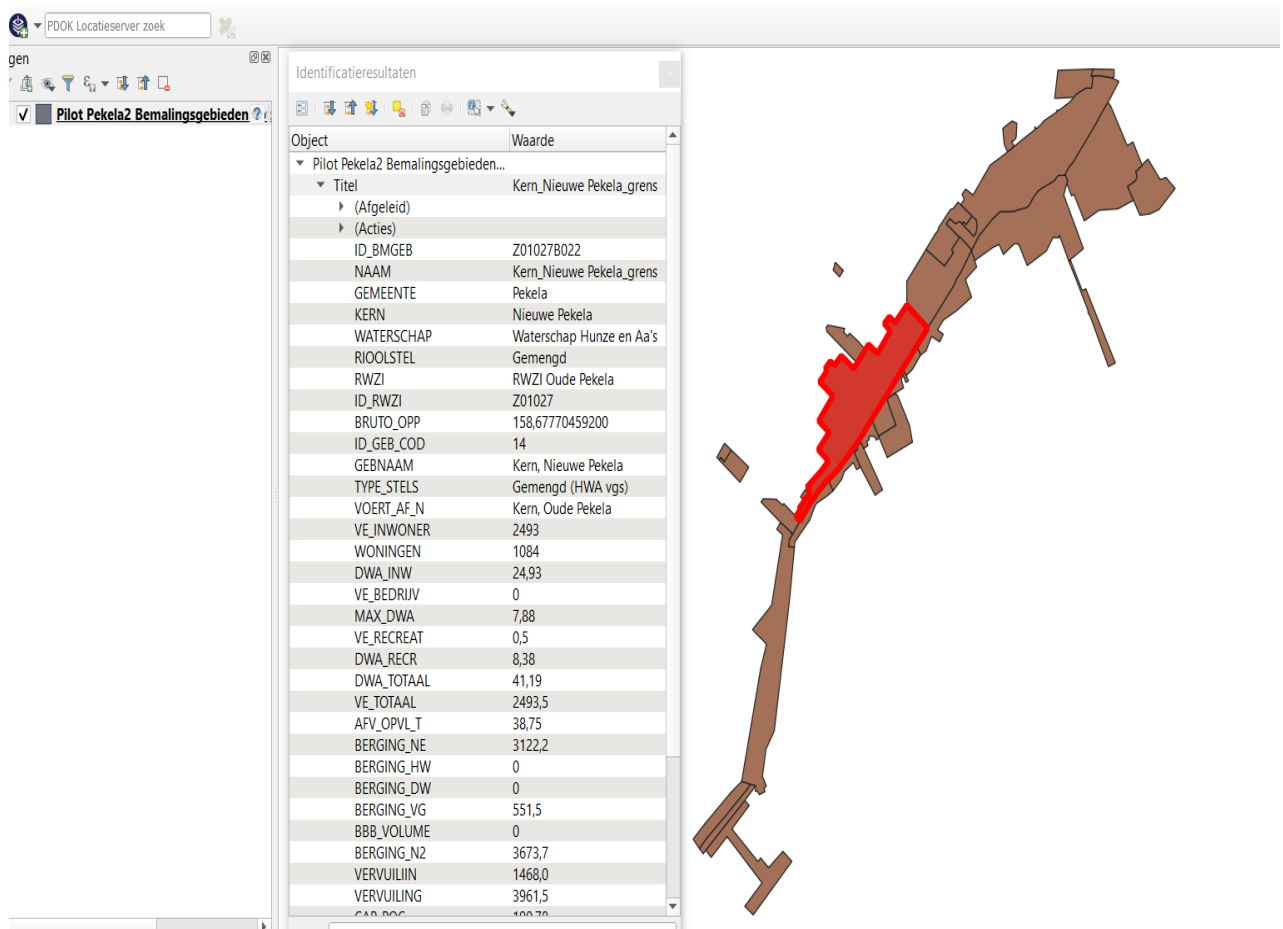 PDOK Locatieserver zoek
gen
Pilot Pekela2 Bemalingsgebieden
Identificatieresultaten
Object Waarde
Pilot Pekela2 Bemalingsgebieden...
Titel Kern_Nieuwe Pekela_grens
(Afgeleid)
(Acties)
ID_BMGEB Z01027B022
NAAM Kern_Nieuwe Pekela_grens
GEMEENTE Pekela
KERN Nieuwe Pekela
WATERSCHAP Waterschap Hunze en Aa's
RIOOLSTEL Gemengd
RWZI RWZI Oude Pekela
ID_RWZI Z01027
BRUTO_OPP 158,67770459200
ID_GEB_COD 14
GEBNAAM Kern, Nieuwe Pekela
TYPE_STELS Gemengd (HWA vgs)
VOERT_AF_N Kern, Oude Pekela
VE_INWONER 2493
WONINGEN 1084
DWA_INW 24,93
VE_BEDRIJV 0
MAX_DWA 7,88
VE_RECREAT 0,5
DWA_RECR 8,38
DWA_TOTAAL 41,19
VE_TOTAAL 2493,5
AFV_OPVL_T 38,75
BERGING_NE 3122,2
BERGING_HW 0
BERGING_DW 0
BERGING_VG 551,5
BBB_VOLUME 0
BERGING_N2 3673,7
VERVUILIIN 1468,0
VERVUILING 3961,5